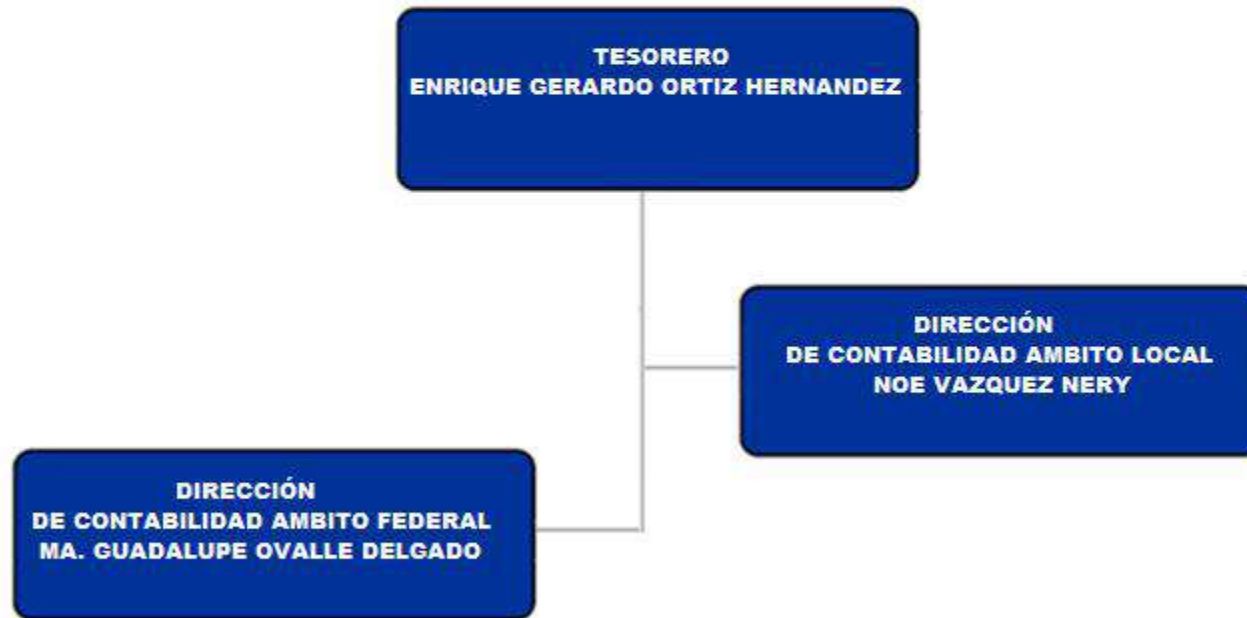 TESORERO
ENRIQUE GERARDO ORTIZ HERNANDEZ
DIRECCIÓN
DE CONTABILIDAD AMBITO LOCAL
NOE VAZQUEZ NERY
DIRECCIÓN
DE CONTABILIDAD AMBITO FEDERAL
MA. GUADALUPE OVALLE DELGADO